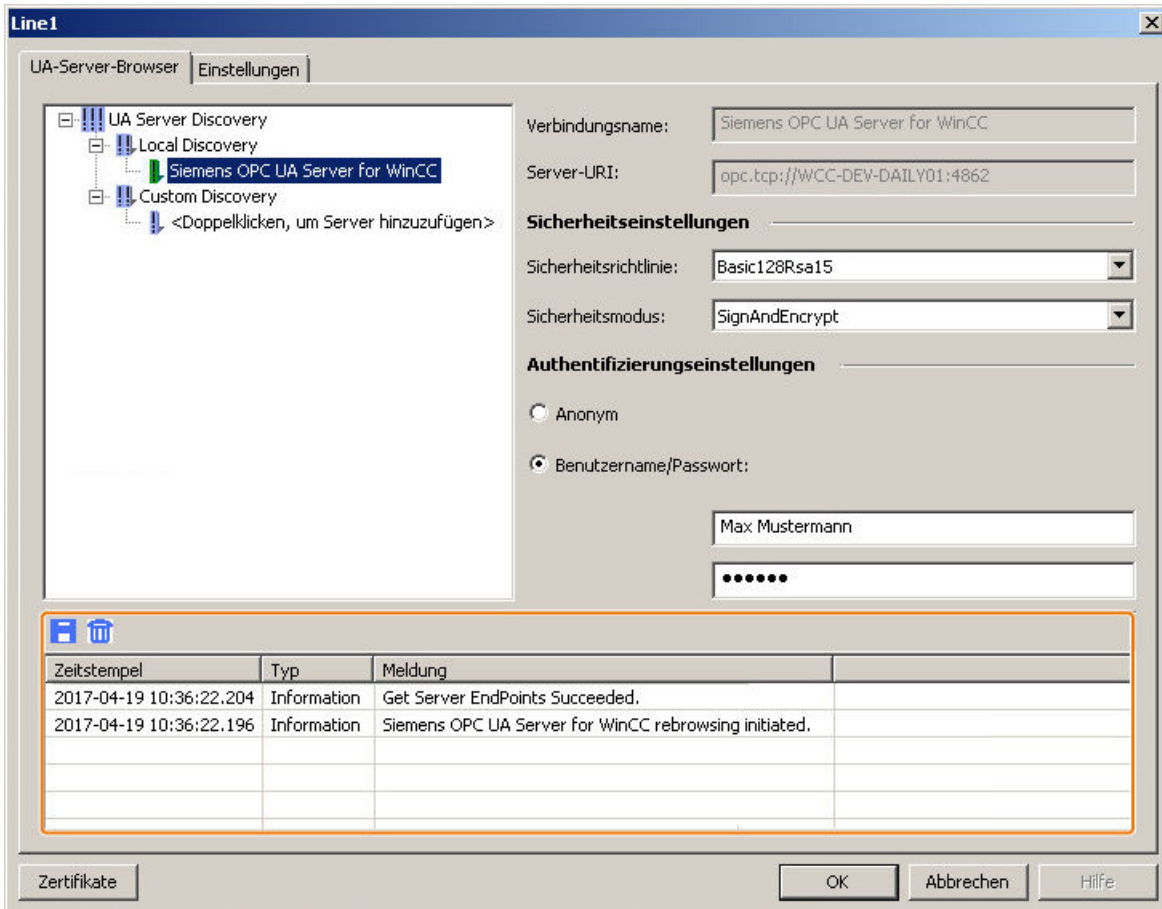 Line1
UA-Server-Browser
Einstellungen
UA Server Discovery
Local Discovery
Siemens OPC UA Server for WinCC
Custom Discovery
<Doppelklicken, um Server hinzuzufügen>
Verbindungsname:
Siemens OPC UA Server for WinCC
Server-URI:
opc.tcp://WCC-DEV-DAILY01:4862
Sicherheitseinstellungen
Sicherheitsrichtlinie:
Basic128Rsa15
Sicherheitsmodus:
SignAndEncrypt
Authentifizierungseinstellungen
Anonym
Benutzername/Passwort:
Max Mustermann
●●●●●●
Zeitstempel Typ Meldung
2017-04-19 10:36:22.204 Information Get Server EndPoints Succeeded.
2017-04-19 10:36:22.196 Information Siemens OPC UA Server for WinCC rebrowsing initiated.
Zertifikate
OK
Abbrechen
Hilfe